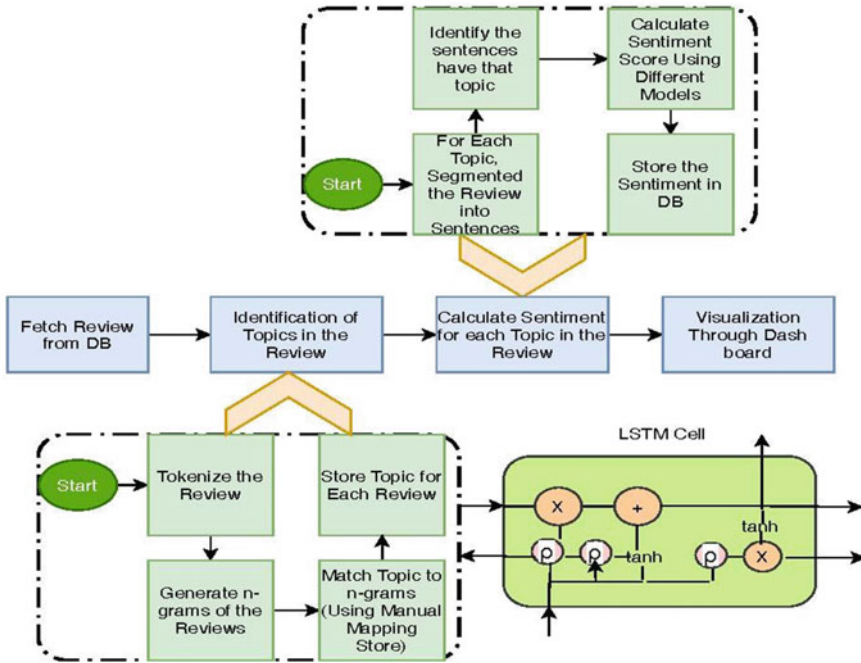 Identify the
sentences
have that
topic
Calculate
Sentiment
Score Using
Different
Models
Start
For Each
Topic,
Segmented
the Review
into
Sentences
Store the
Sentiment in
DB
Fetch Review
from DB
Identification of
Topics in the
Review
Calculate Sentiment
for each Topic in the
Review
Visualization
Through Dash
board
Start
Tokenize the
Review
Store Topic for
Each Review
Generate n-
grams of the
Reviews
Match Topic to
n-grams
(Using Manual
Mapping
Store)
LSTM Cell
X
+
tanh
ρ
ρ
tanh
ρ
X